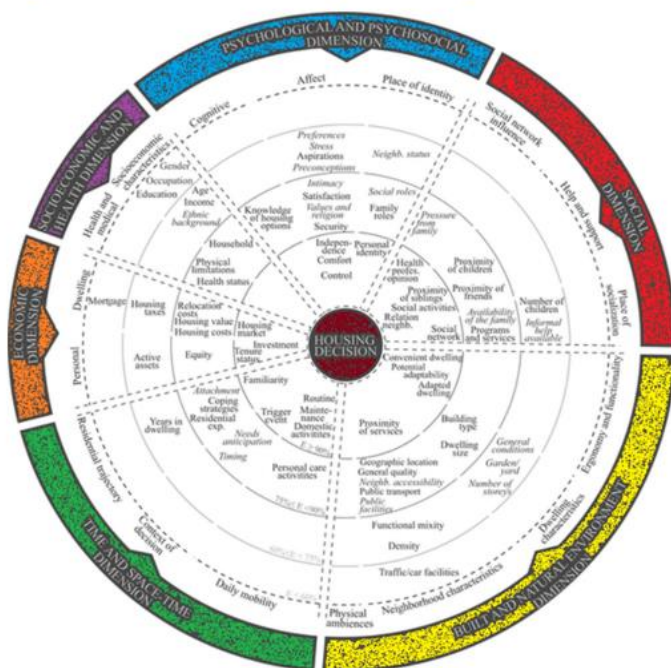 PSYCHOLOGICAL AND PSYCHOSOCIAL
DIMENSION
Cognitive
Affect
Place of identity
Preferences
Stress
Aspirations
Preconceptions
Neighb. status
Intimacy
Satisfaction
Values and
religion
Security
Social roles
Family
roles
Knowledge
of housing
options
Indepen-
dence
Comfort
Control
Personal
identity
SOCIAL DIMENSION
Social network
influence
Help and support
Place of
socialization
Pressure
from
family
Health
profes.
opinion
Proximity
of children
Proximity
of siblings
Proximity of
friends
Social activities
Relation
neighb.
Availability
of the family
Social
network
Programs
and services
Number of
children
Informal
help
available
HOUSING
DECISION
BUILT AND NATURAL ENVIROSMENT
DIMENSION
Ergonomy and functionality
Dwelling
characteristics
Neighborhood characteristics
Physical
ambiences
Convenient dwelling
Potential
adaptability
Adapted
dwelling
Proximity
of services
Building
type
Dwelling
size
General
conditions
Garden/
yard
Number of
storeys
Geographic location
General quality
Neighb. accessibility
Public transport
Public
facilities
Functional mixity
Density
Traffic/car facilities
TIME AND SPACE-TIME
DIMENSION
Residential trajectory
Context of
decision
Daily mobility
Familiarity
Routine
Mainte-
nance
Domestic
activities
Trigger
event
Attachment
Coping
strategies
Residential
exp.
Needs
anticipation
Timing
Years in
dwelling
Personal care
activities
ECONOMIC
DIMENSION
Dwelling
Personal
Mortgage
Housing
taxes
Relocation
costs
Housing value
Housing costs
Housing
market
Investment
Tenure
status
Equity
Active
assets
SOCIOECONOMIC AND
HEALTH DIMENSION
Socioeconomic
characteristics
Health and
medical
Gender
Occupation
Education
Age
Income
Ethnic
background
Household
Physical
limitations
Health status